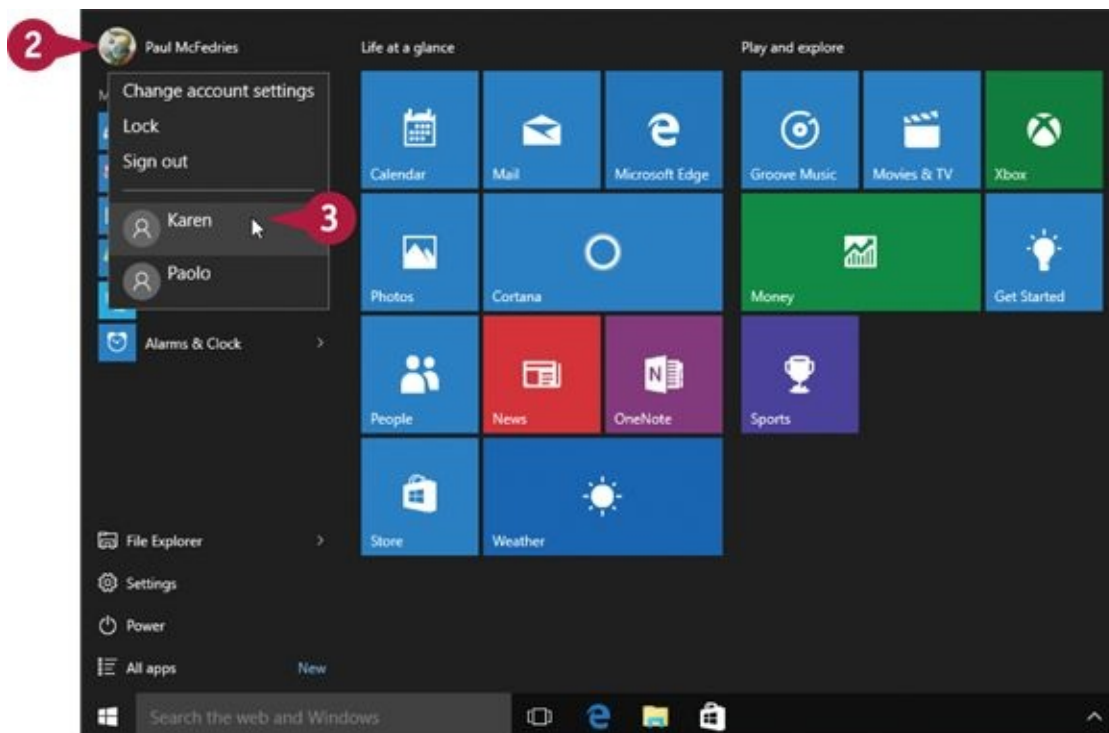 2
Paul McFedries
Change account settings
Lock
Sign out
Karen
3
Paolo
M
Alarms & Clock
File Explorer
Settings
Power
All apps
New
Search the web and Windows
Life at a glance
Calendar
Mail
Microsoft Edge
Photos
Cortana
People
News
N
OneNote
Store
Weather
Play and explore
Groove Music
Movies & TV
Xbox
Money
Get Started
Sports